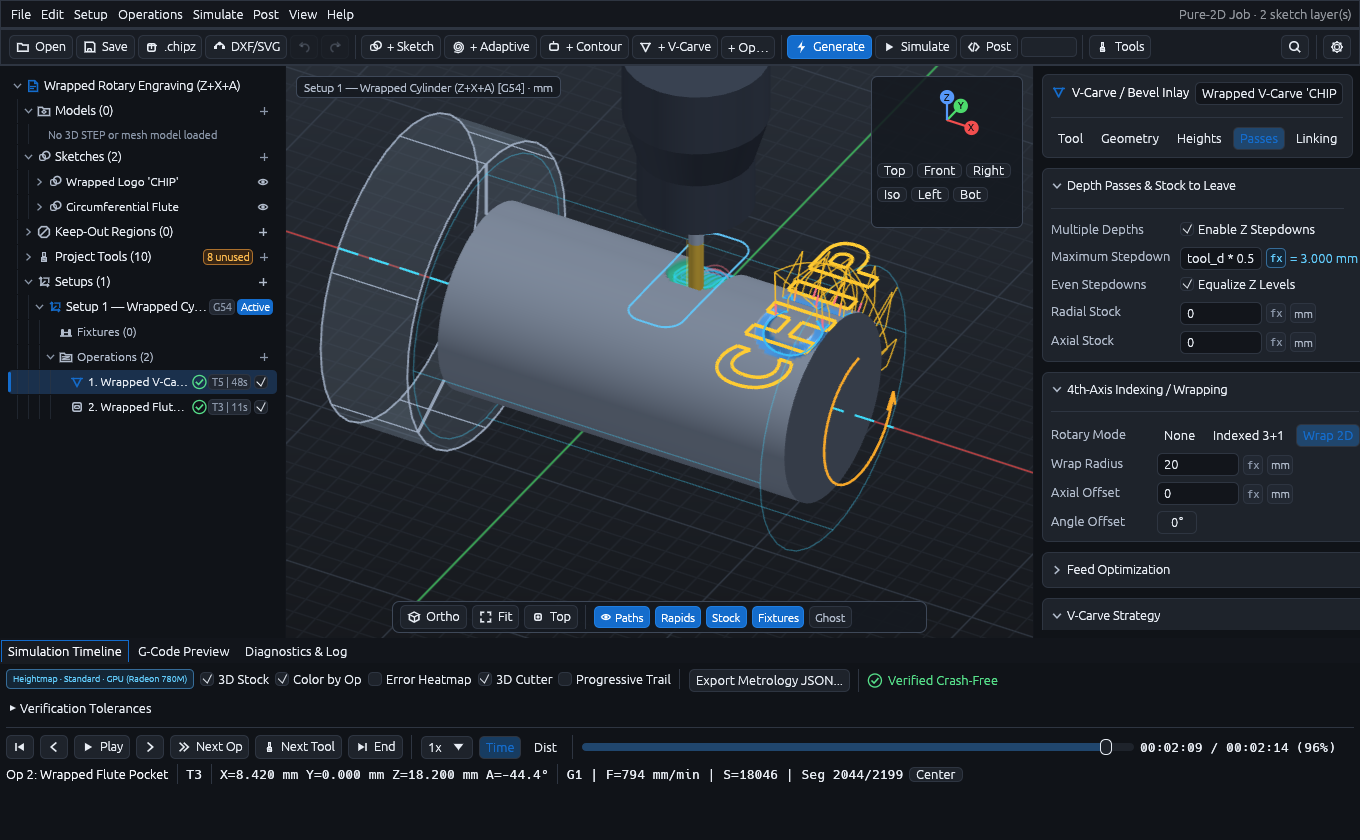 File Edit Setup Operations Simulate Post View Help
Pure-2D Job · 2 sketch layer(s)
Open Save .chipz DXF/SVG + Sketch + Adaptive + Contour + V-Carve + Op... Generate Simulate Post Tools
Wrapped Rotary Engraving (Z+X+A)
Models (0)
No 3D STEP or mesh model loaded
Sketches (2)
Wrapped Logo 'CHIP'
Circumferential Flute
Keep-Out Regions (0)
Project Tools (10) 8 unused
Setups (1)
Setup 1 — Wrapped Cy... G54 Active
Fixtures (0)
Operations (2)
1. Wrapped V-Ca... T5 | 48s
2. Wrapped Flut... T3 | 11s
Setup 1 — Wrapped Cylinder (Z+X+A) [G54] · mm
Z Y X
Top Front Right
Iso Left Bot
CHIP
Ortho Fit Top Paths Rapids Stock Fixtures Ghost
V-Carve / Bevel Inlay Wrapped V-Carve 'CHIP
Tool Geometry Heights Passes Linking
Depth Passes & Stock to Leave
Multiple Depths Enable Z Stepdowns
Maximum Stepdown tool_d * 0.5 fx = 3.000 mm
Even Stepdowns Equalize Z Levels
Radial Stock 0 fx mm
Axial Stock 0 fx mm
4th-Axis Indexing / Wrapping
Rotary Mode None Indexed 3+1 Wrap 2D
Wrap Radius 20 fx mm
Axial Offset 0 fx mm
Angle Offset 0°
Feed Optimization
V-Carve Strategy
Simulation Timeline G-Code Preview Diagnostics & Log
Heightmap · Standard · GPU (Radeon 780M) 3D Stock Color by Op Error Heatmap 3D Cutter Progressive Trail Export Metrology JSON... Verified Crash-Free
Verification Tolerances
Play Next Op Next Tool End 1x Time Dist 00:02:09 / 00:02:14 (96%)
Op 2: Wrapped Flute Pocket T3 X=8.420 mm Y=0.000 mm Z=18.200 mm A=-44.4° G1 | F=794 mm/min | S=18046 | Seg 2044/2199 Center